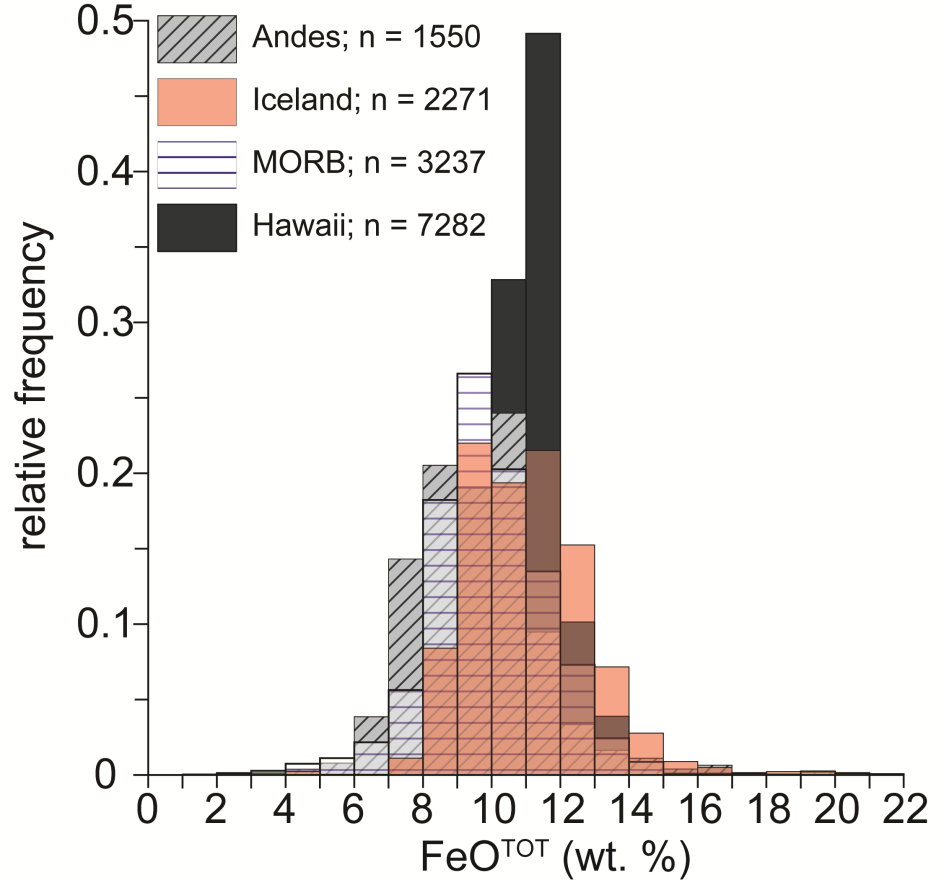 0.5
Andes; n = 1550
Iceland; n = 2271
0.4
MORB; n = 3237
Hawaii; n = 7282
0.3
relative frequency
0.2
0.1
0
0 2 4 6 8 10 12 14 16 18 20 22
FeOᵀᴼᵀ (wt. %)